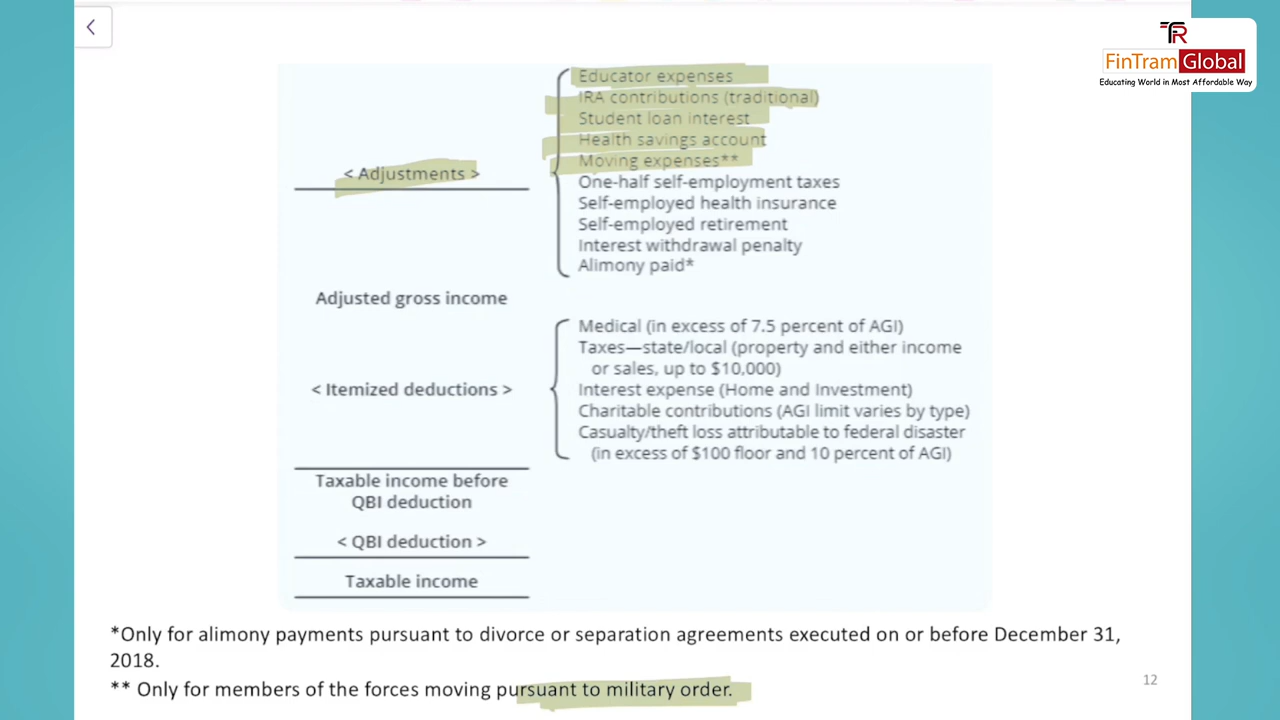 TR
FinTram Global
Educating World in Most Affordable Way
Educator expenses
IRA contributions (traditional)
Student loan interest
Health savings account
Moving expenses**
< Adjustments >
One-half self-employment taxes
Self-employed health insurance
Self-employed retirement
Interest withdrawal penalty
Alimony paid*
Adjusted gross income
Medical (in excess of 7.5 percent of AGI)
Taxes—state/local (property and either income
or sales, up to $10,000)
< Itemized deductions >
Interest expense (Home and Investment)
Charitable contributions (AGI limit varies by type)
Casualty/theft loss attributable to federal disaster
(in excess of $100 floor and 10 percent of AGI)
Taxable income before
QBI deduction
< QBI deduction >
Taxable income
*Only for alimony payments pursuant to divorce or separation agreements executed on or before December 31,
2018.
** Only for members of the forces moving pursuant to military order.
12